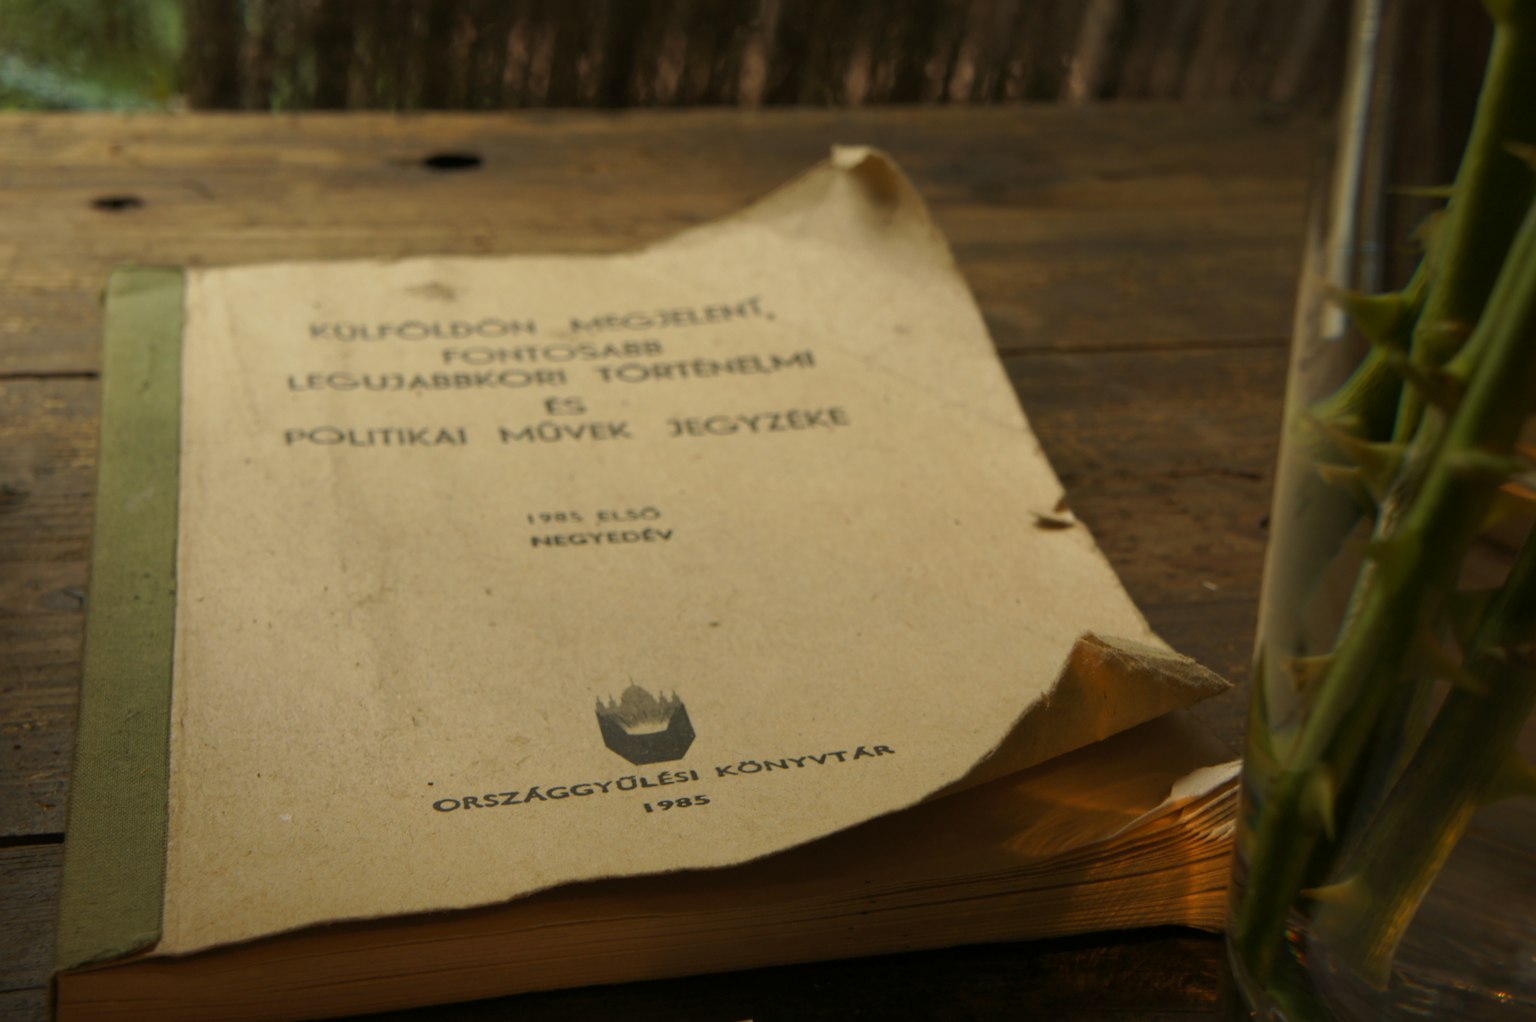 KÜLFÖLDÖN MEGJELENT,
FONTOSABB
LEGUJABBKORI TÖRTÉNELMI
ÉS
POLITIKAI MŰVEK JEGYZÉKE
1985 ELSŐ
NEGYEDÉV
ORSZÁGGYŰLÉSI KÖNYVTÁR
1985